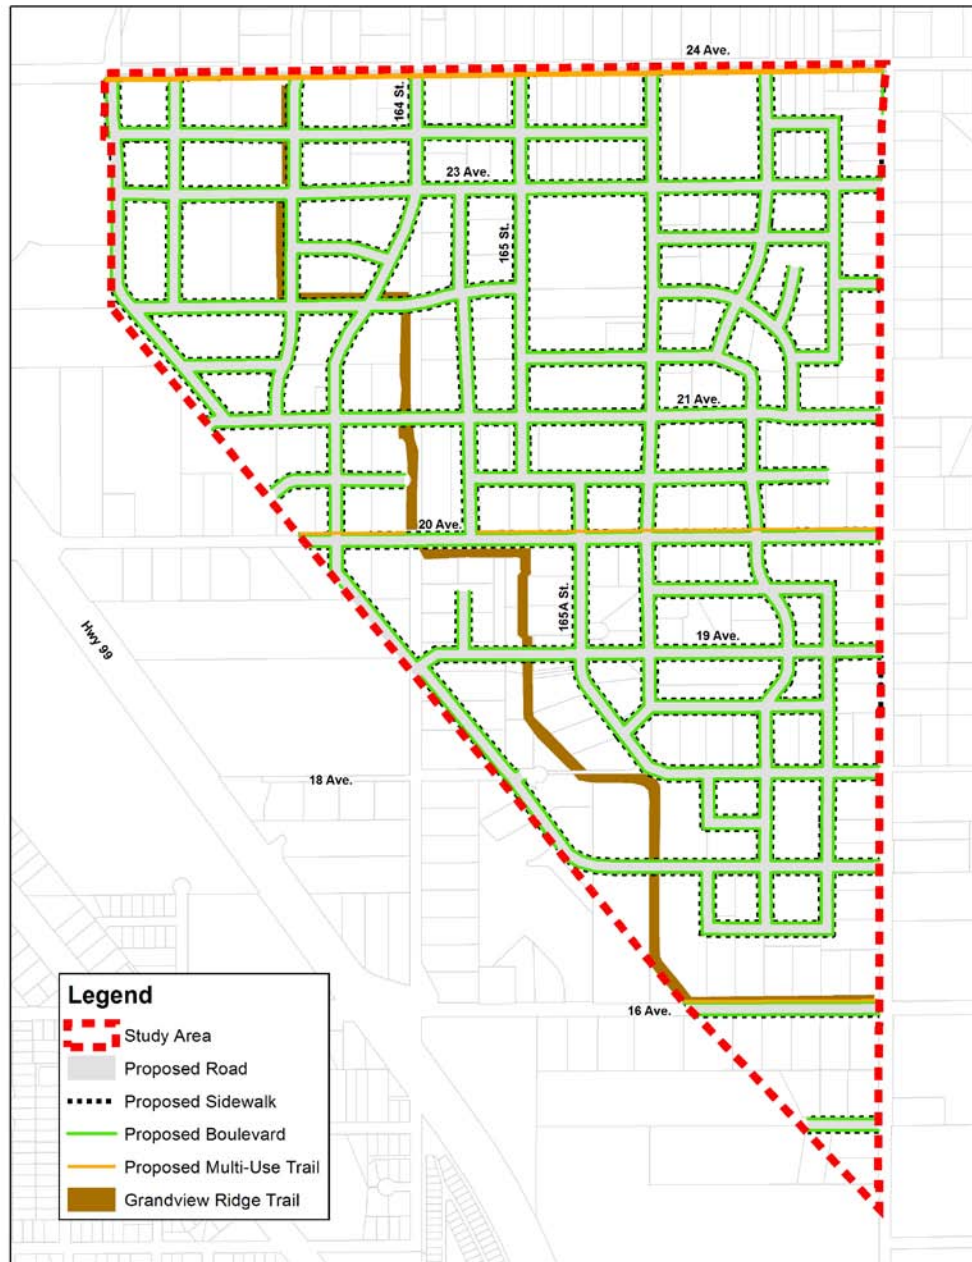 24 Ave.
164 St.
23 Ave.
165 St.
21 Ave.
20 Ave.
165A St.
19 Ave.
Hwy 99
18 Ave.
16 Ave.
Legend
Study Area
Proposed Road
Proposed Sidewalk
Proposed Boulevard
Proposed Multi-Use Trail
Grandview Ridge Trail